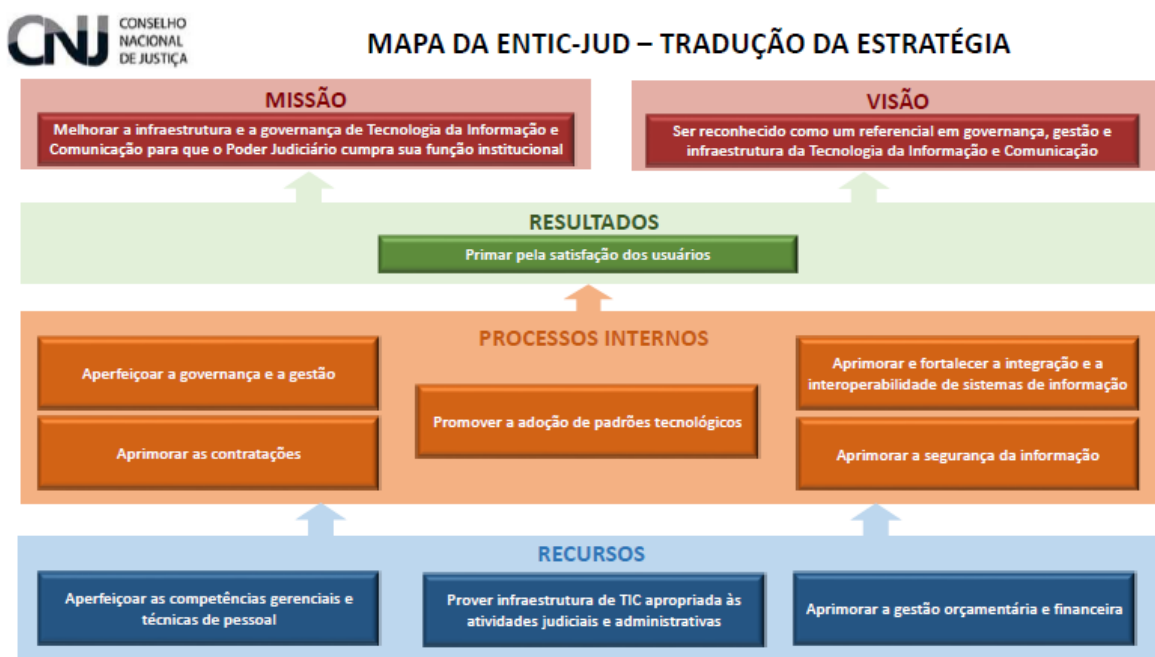 CNJ
CONSELHO
NACIONAL
DE JUSTIÇA
MAPA DA ENTIC-JUD – TRADUÇÃO DA ESTRATÉGIA
MISSÃO
Melhorar a infraestrutura e a governança de Tecnologia da Informação e
Comunicação para que o Poder Judiciário cumpra sua função institucional
VISÃO
Ser reconhecido como um referencial em governança, gestão e
infraestrutura da Tecnologia da Informação e Comunicação
RESULTADOS
Primar pela satisfação dos usuários
PROCESSOS INTERNOS
Aperfeiçoar a governança e a gestão
Aprimorar as contratações
Promover a adoção de padrões tecnológicos
Aprimorar e fortalecer a integração e a
interoperabilidade de sistemas de informação
Aprimorar a segurança da informação
RECURSOS
Aperfeiçoar as competências gerenciais e
técnicas de pessoal
Prover infraestrutura de TIC apropriada às
atividades judiciais e administrativas
Aprimorar a gestão orçamentária e financeira